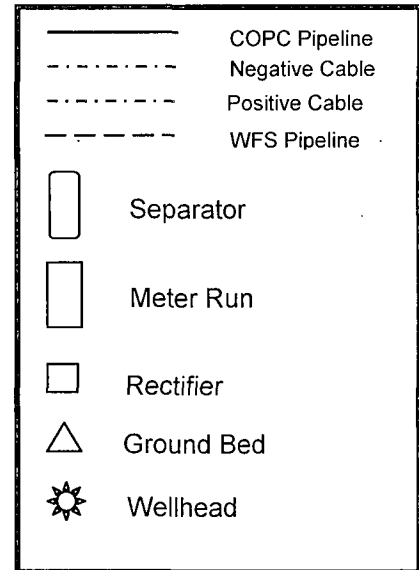 COPC Pipeline
Negative Cable
Positive Cable
WFS Pipeline
Separator
Meter Run
Rectifier
Ground Bed
Wellhead